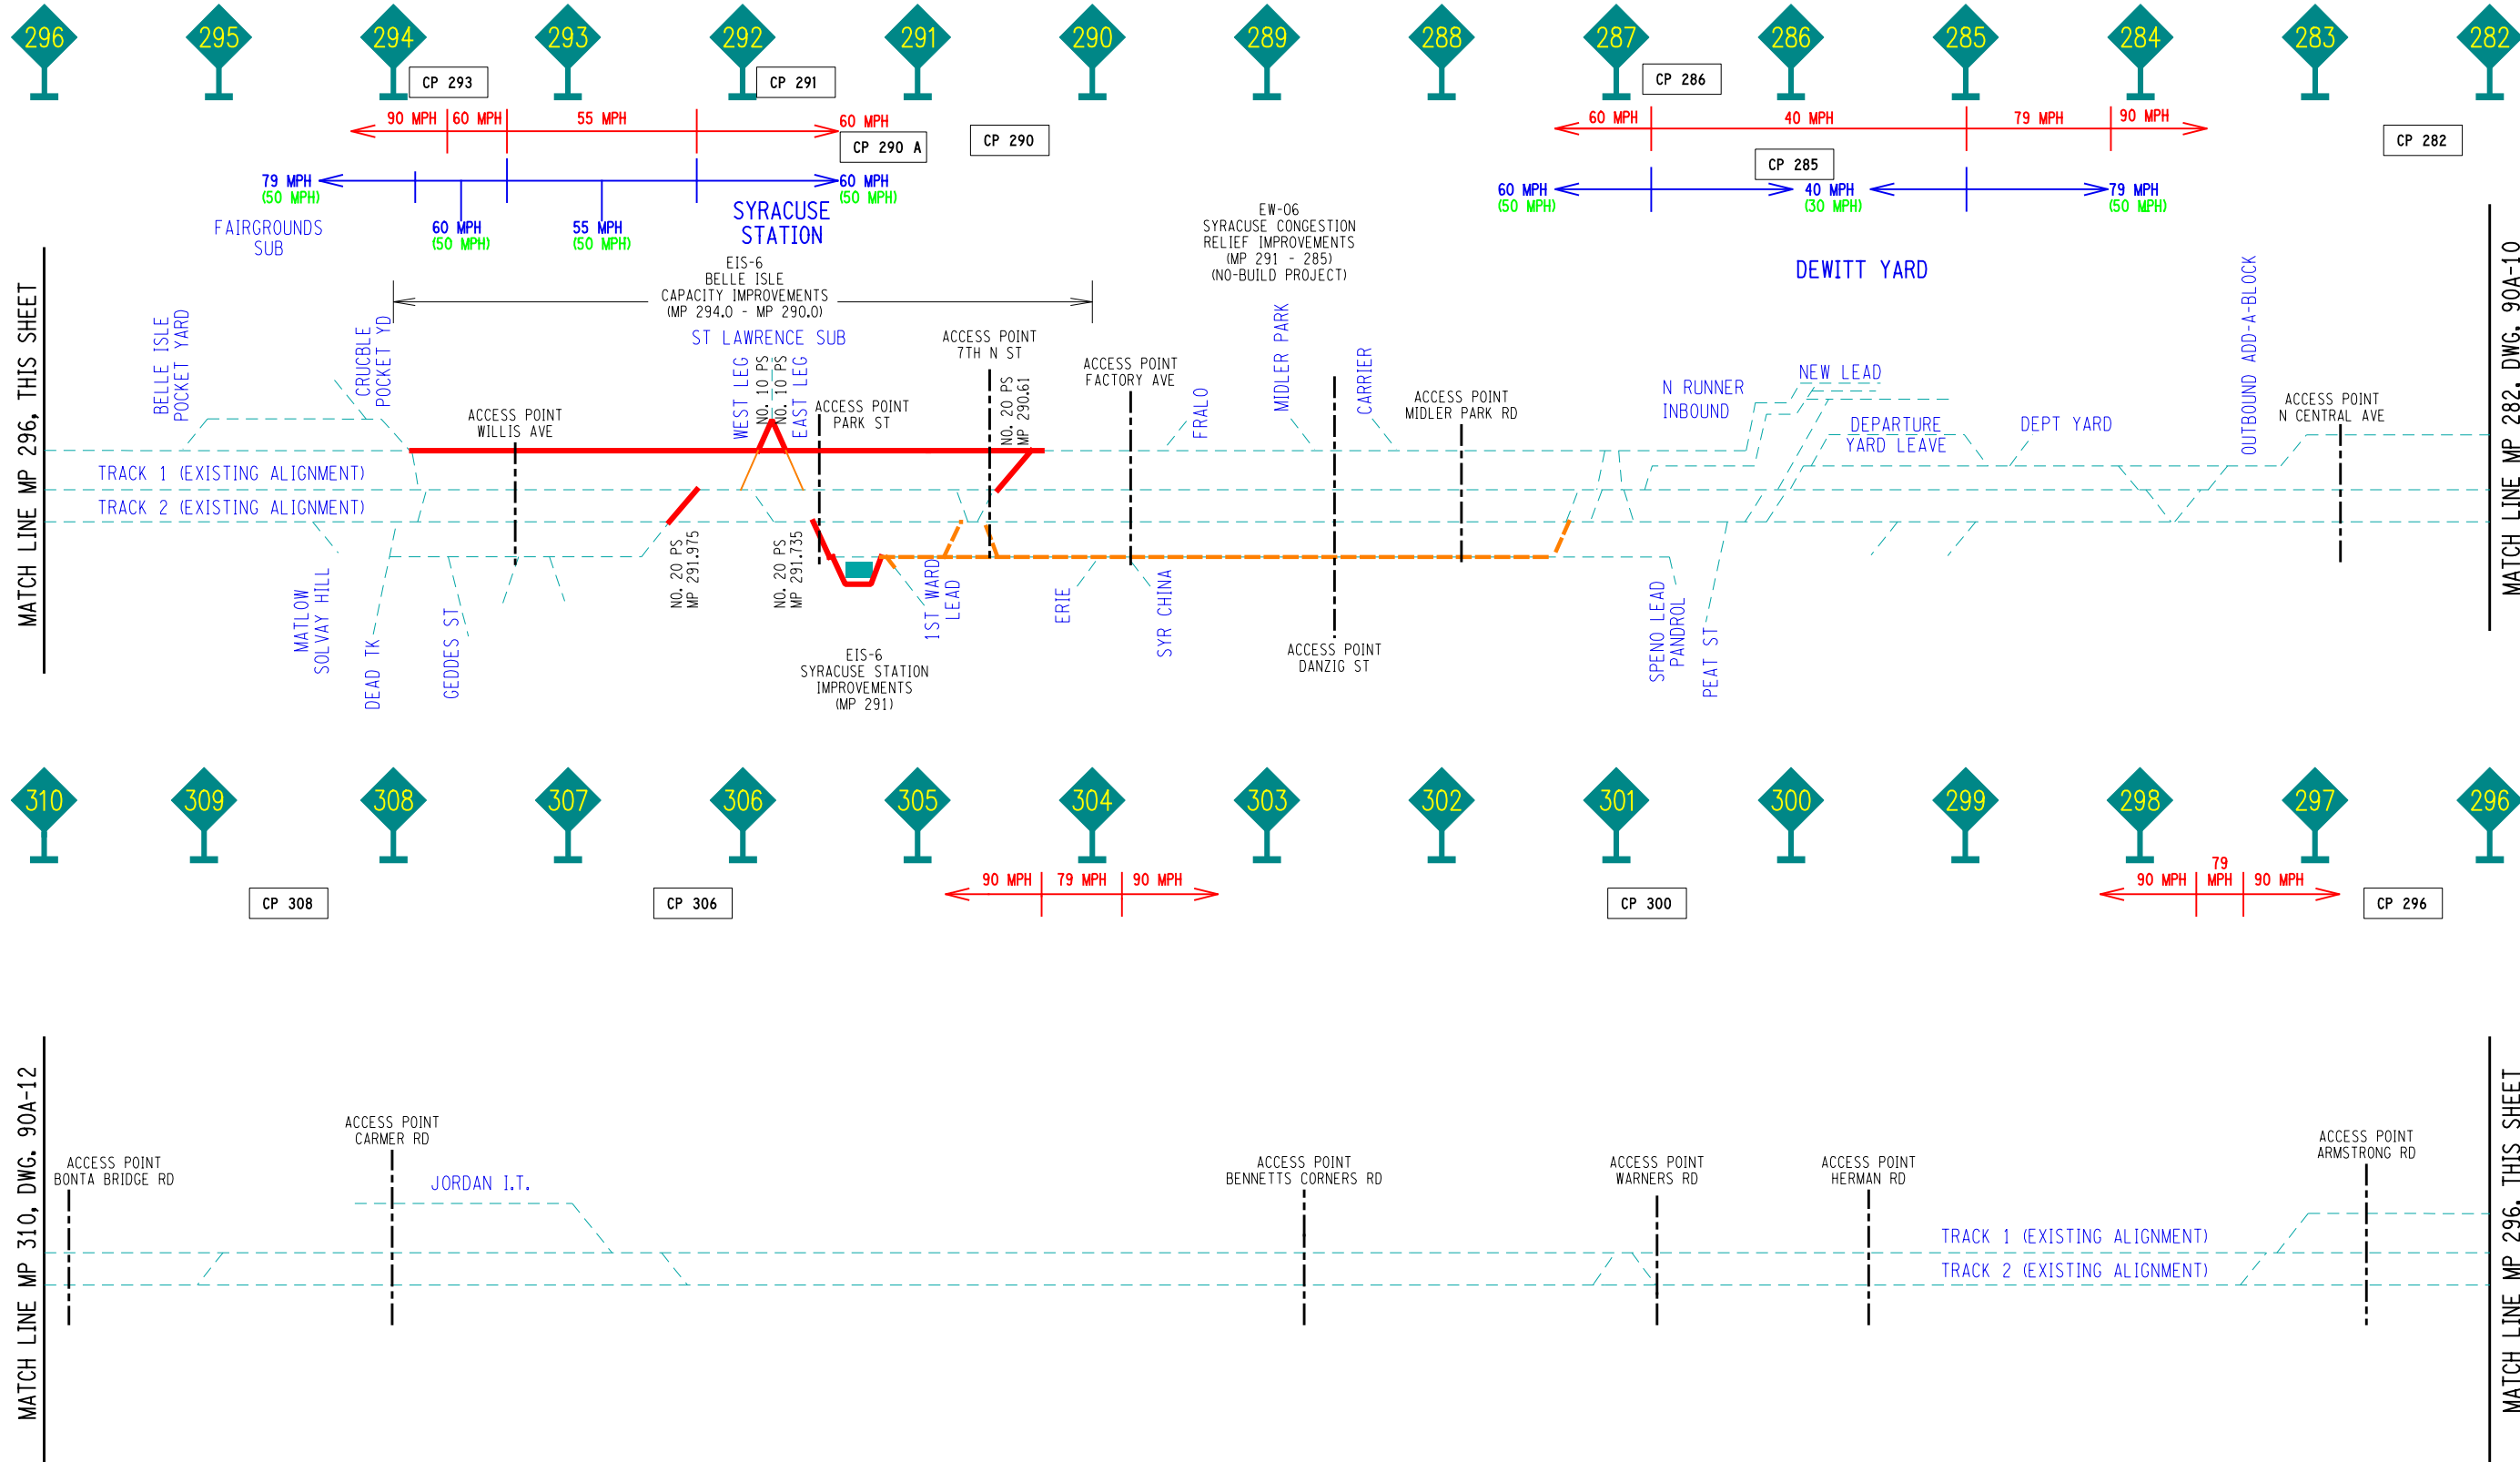 296 295 294 293 292 291 290 289 288 287 286 285 284 283 282
CP 293
CP 291
CP 286
90 MPH 60 MPH 55 MPH 60 MPH
CP 290 A
CP 290
60 MPH 40 MPH 79 MPH 90 MPH
CP 282
CP 285
79 MPH
(50 MPH)
60 MPH
(50 MPH)
55 MPH
(50 MPH)
60 MPH
(50 MPH)
60 MPH
(50 MPH)
40 MPH
(30 MPH)
79 MPH
(50 MPH)
FAIRGROUNDS
SUB
SYRACUSE
STATION
EW-06
SYRACUSE CONGESTION
RELIEF IMPROVEMENTS
(MP 291 - 285)
(NO-BUILD PROJECT)
DEWITT YARD
EIS-6
BELLE ISLE
CAPACITY IMPROVEMENTS
(MP 294.0 - MP 290.0)
ST LAWRENCE SUB
MATCH LINE MP 296, THIS SHEET
BELLE ISLE
POCKET YARD
CRUCBLE
POCKET YD
ACCESS POINT
WILLIS AVE
WEST LEG
NO. 10 PS
NO. 10 PS
EAST LEG
ACCESS POINT
PARK ST
ACCESS POINT
7TH N ST
NO. 20 PS
MP 290.61
ACCESS POINT
FACTORY AVE
FRALO
MIDLER PARK
CARRIER
ACCESS POINT
MIDLER PARK RD
N RUNNER
INBOUND
NEW LEAD
DEPARTURE
YARD LEAVE
DEPT YARD
OUTBOUND ADD-A-BLOCK
ACCESS POINT
N CENTRAL AVE
MATCH LINE MP 282, DWG. 90A-10
TRACK 1 (EXISTING ALIGNMENT)
TRACK 2 (EXISTING ALIGNMENT)
MATLOW
SOLVAY HILL
DEAD TK
GEDDES ST
NO. 20 PS
MP 291.975
NO. 20 PS
MP 291.735
1ST WARD
LEAD
ERIE
SYR CHINA
ACCESS POINT
DANZIG ST
SPENO LEAD
PANDROL
PEAT ST
EIS-6
SYRACUSE STATION
IMPROVEMENTS
(MP 291)
310 309 308 307 306 305 304 303 302 301 300 299 298 297 296
CP 308
CP 306
90 MPH 79 MPH 90 MPH
CP 300
90 MPH 79 MPH 90 MPH
CP 296
MATCH LINE MP 310, DWG. 90A-12
ACCESS POINT
BONTA BRIDGE RD
ACCESS POINT
CARMER RD
JORDAN I.T.
ACCESS POINT
BENNETTS CORNERS RD
ACCESS POINT
WARNERS RD
ACCESS POINT
HERMAN RD
ACCESS POINT
ARMSTRONG RD
TRACK 1 (EXISTING ALIGNMENT)
TRACK 2 (EXISTING ALIGNMENT)
MATCH LINE MP 296, THIS SHEET